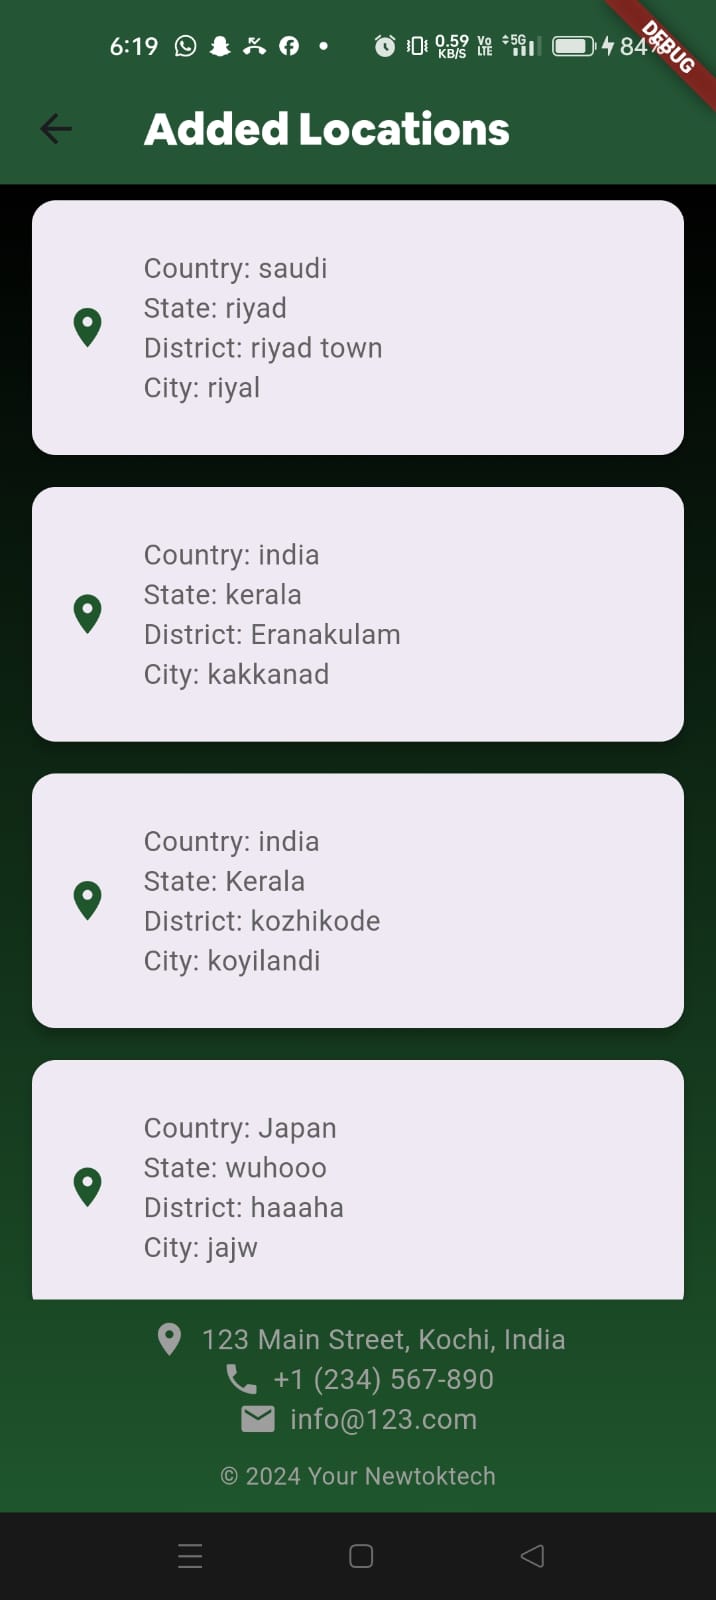 6:19 0.59 KB/S Vo LTE 5G 84%
DEBUG
Added Locations
Country: saudi
State: riyad
District: riyad town
City: riyal
Country: india
State: kerala
District: Eranakulam
City: kakkanad
Country: india
State: Kerala
District: kozhikode
City: koyilandi
Country: Japan
State: wuhooo
District: haaaha
City: jajw
123 Main Street, Kochi, India
+1 (234) 567-890
info@123.com
© 2024 Your Newtoktech